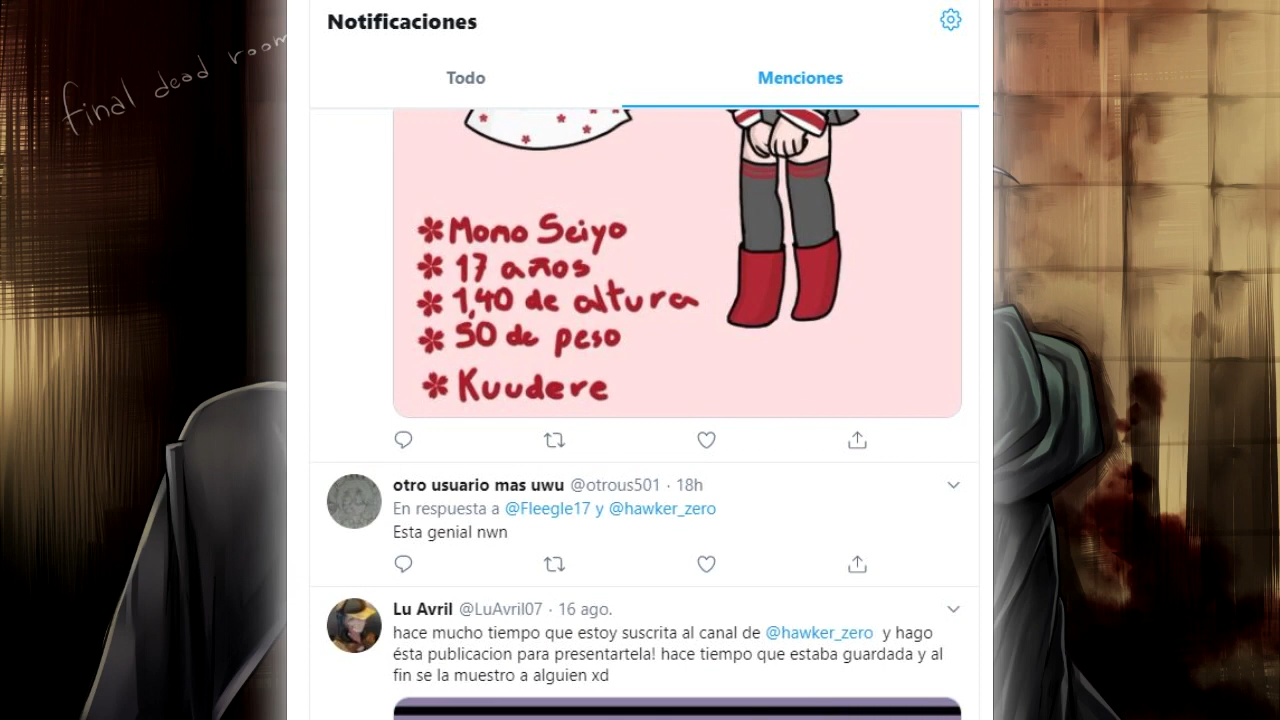 final dead room
Notificaciones
Todo
Menciones
Momo Seiyo
17 años
1,40 de altura
50 de peso
Kuudere
otro usuario mas uwu @otrous501 · 18h
En respuesta a @Fleegle17 y @hawker_zero
Esta genial nwn
Lu Avril @LuAvril07 · 16 ago.
hace mucho tiempo que estoy suscrita al canal de @hawker_zero y hago
ésta publicacion para presentartela! hace tiempo que estaba guardada y al
fin se la muestro a alguien xd